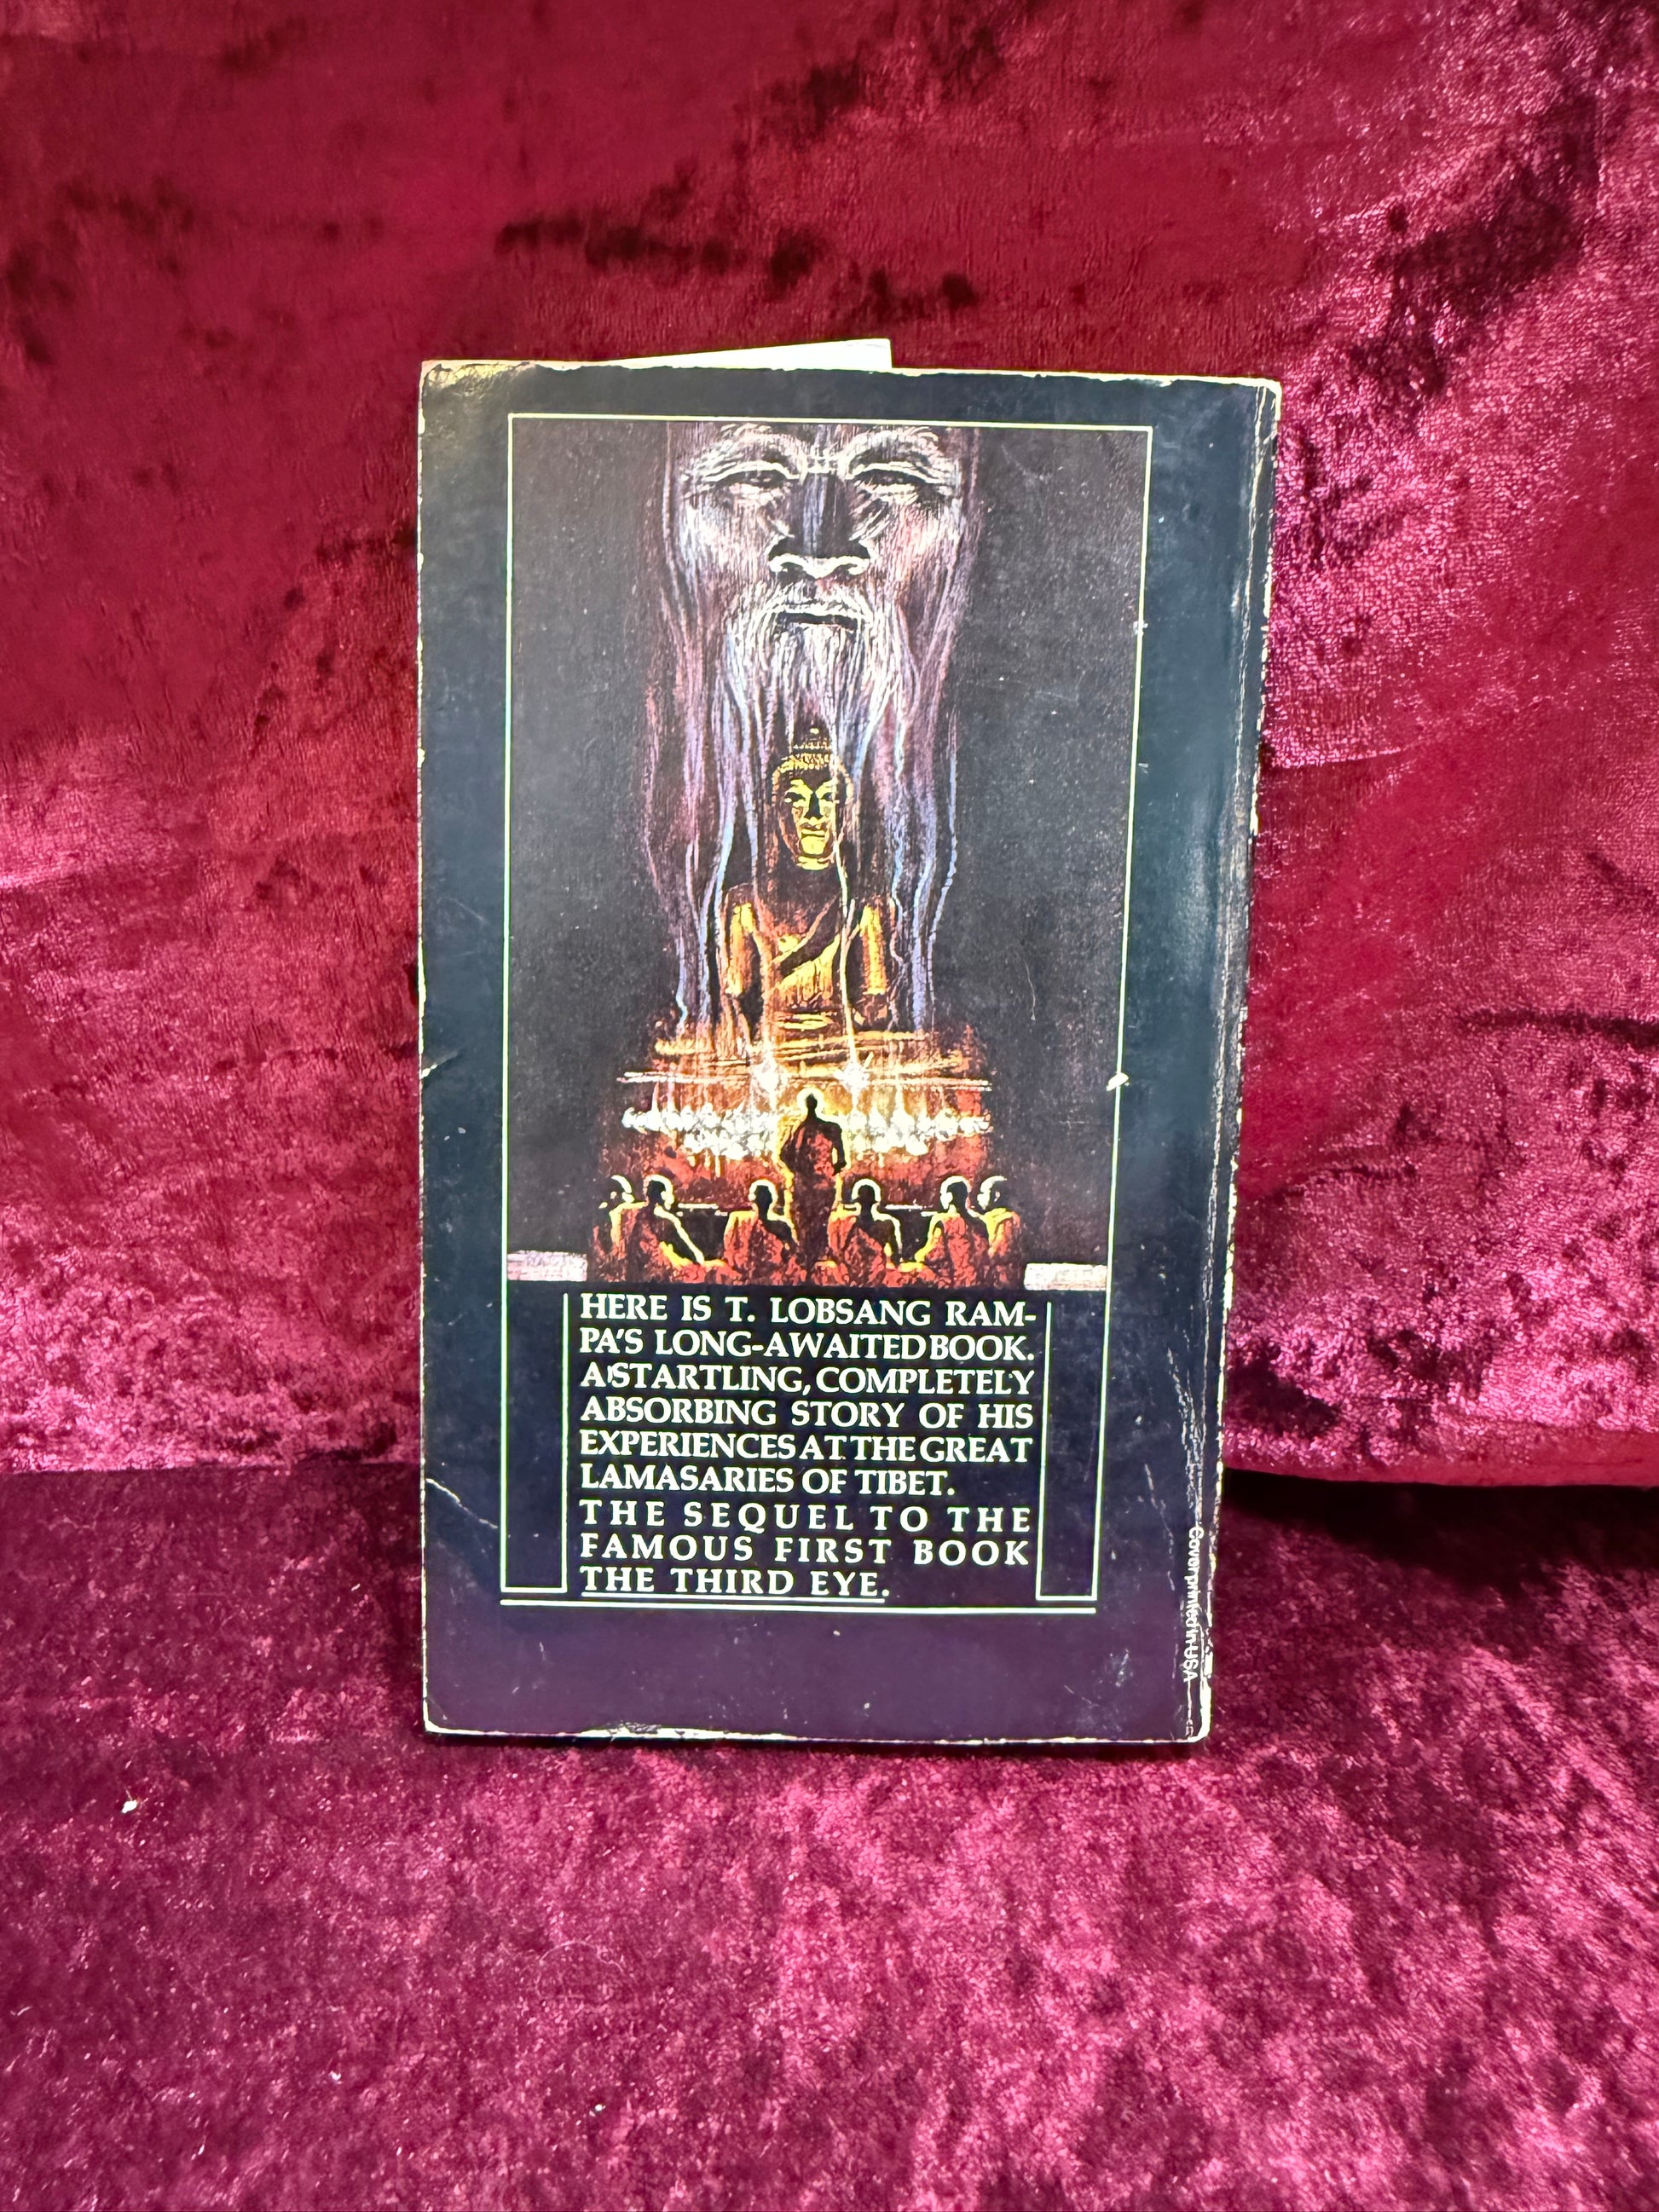 HERE IS T. LOBSANG RAM-
PA'S LONG-AWAITED BOOK.
A STARTLING, COMPLETELY
ABSORBING STORY OF HIS
EXPERIENCES AT THE GREAT
LAMASARIES OF TIBET.
THE SEQUEL TO THE
FAMOUS FIRST BOOK
THE THIRD EYE.
Cover printed in USA